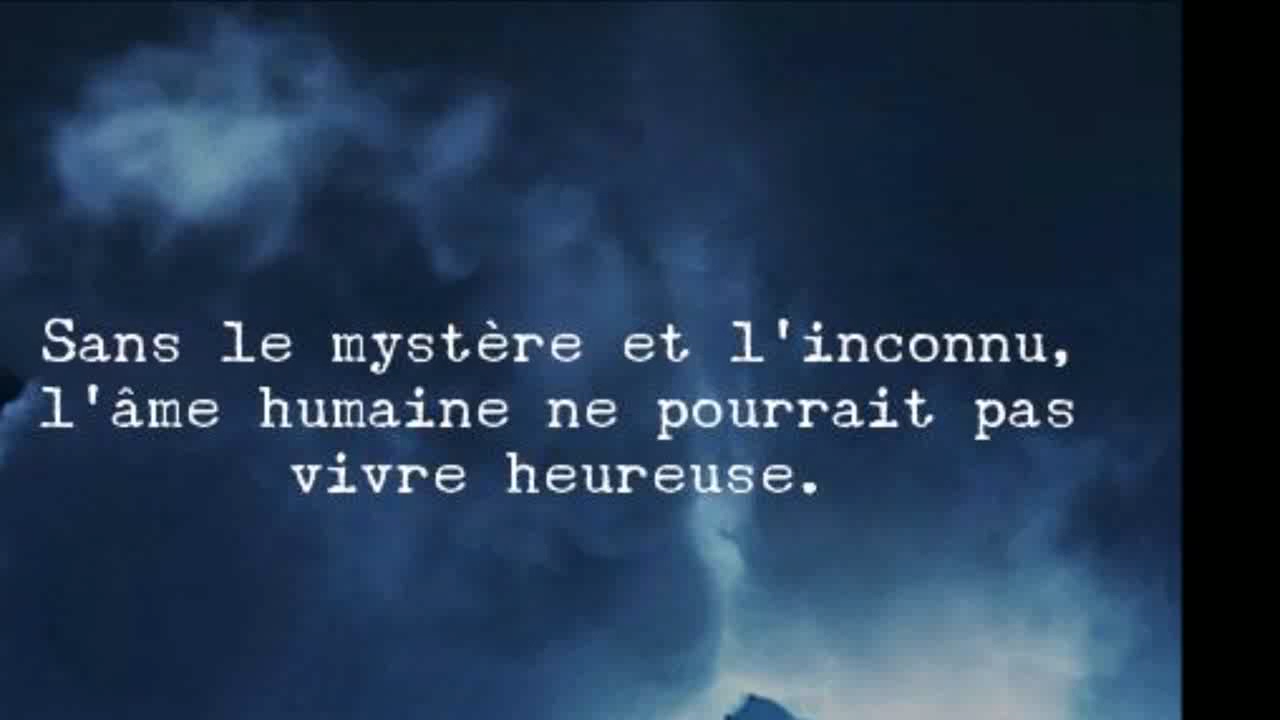 Sans le mystère et l'inconnu,
l'âme humaine ne pourrait pas
vivre heureuse.